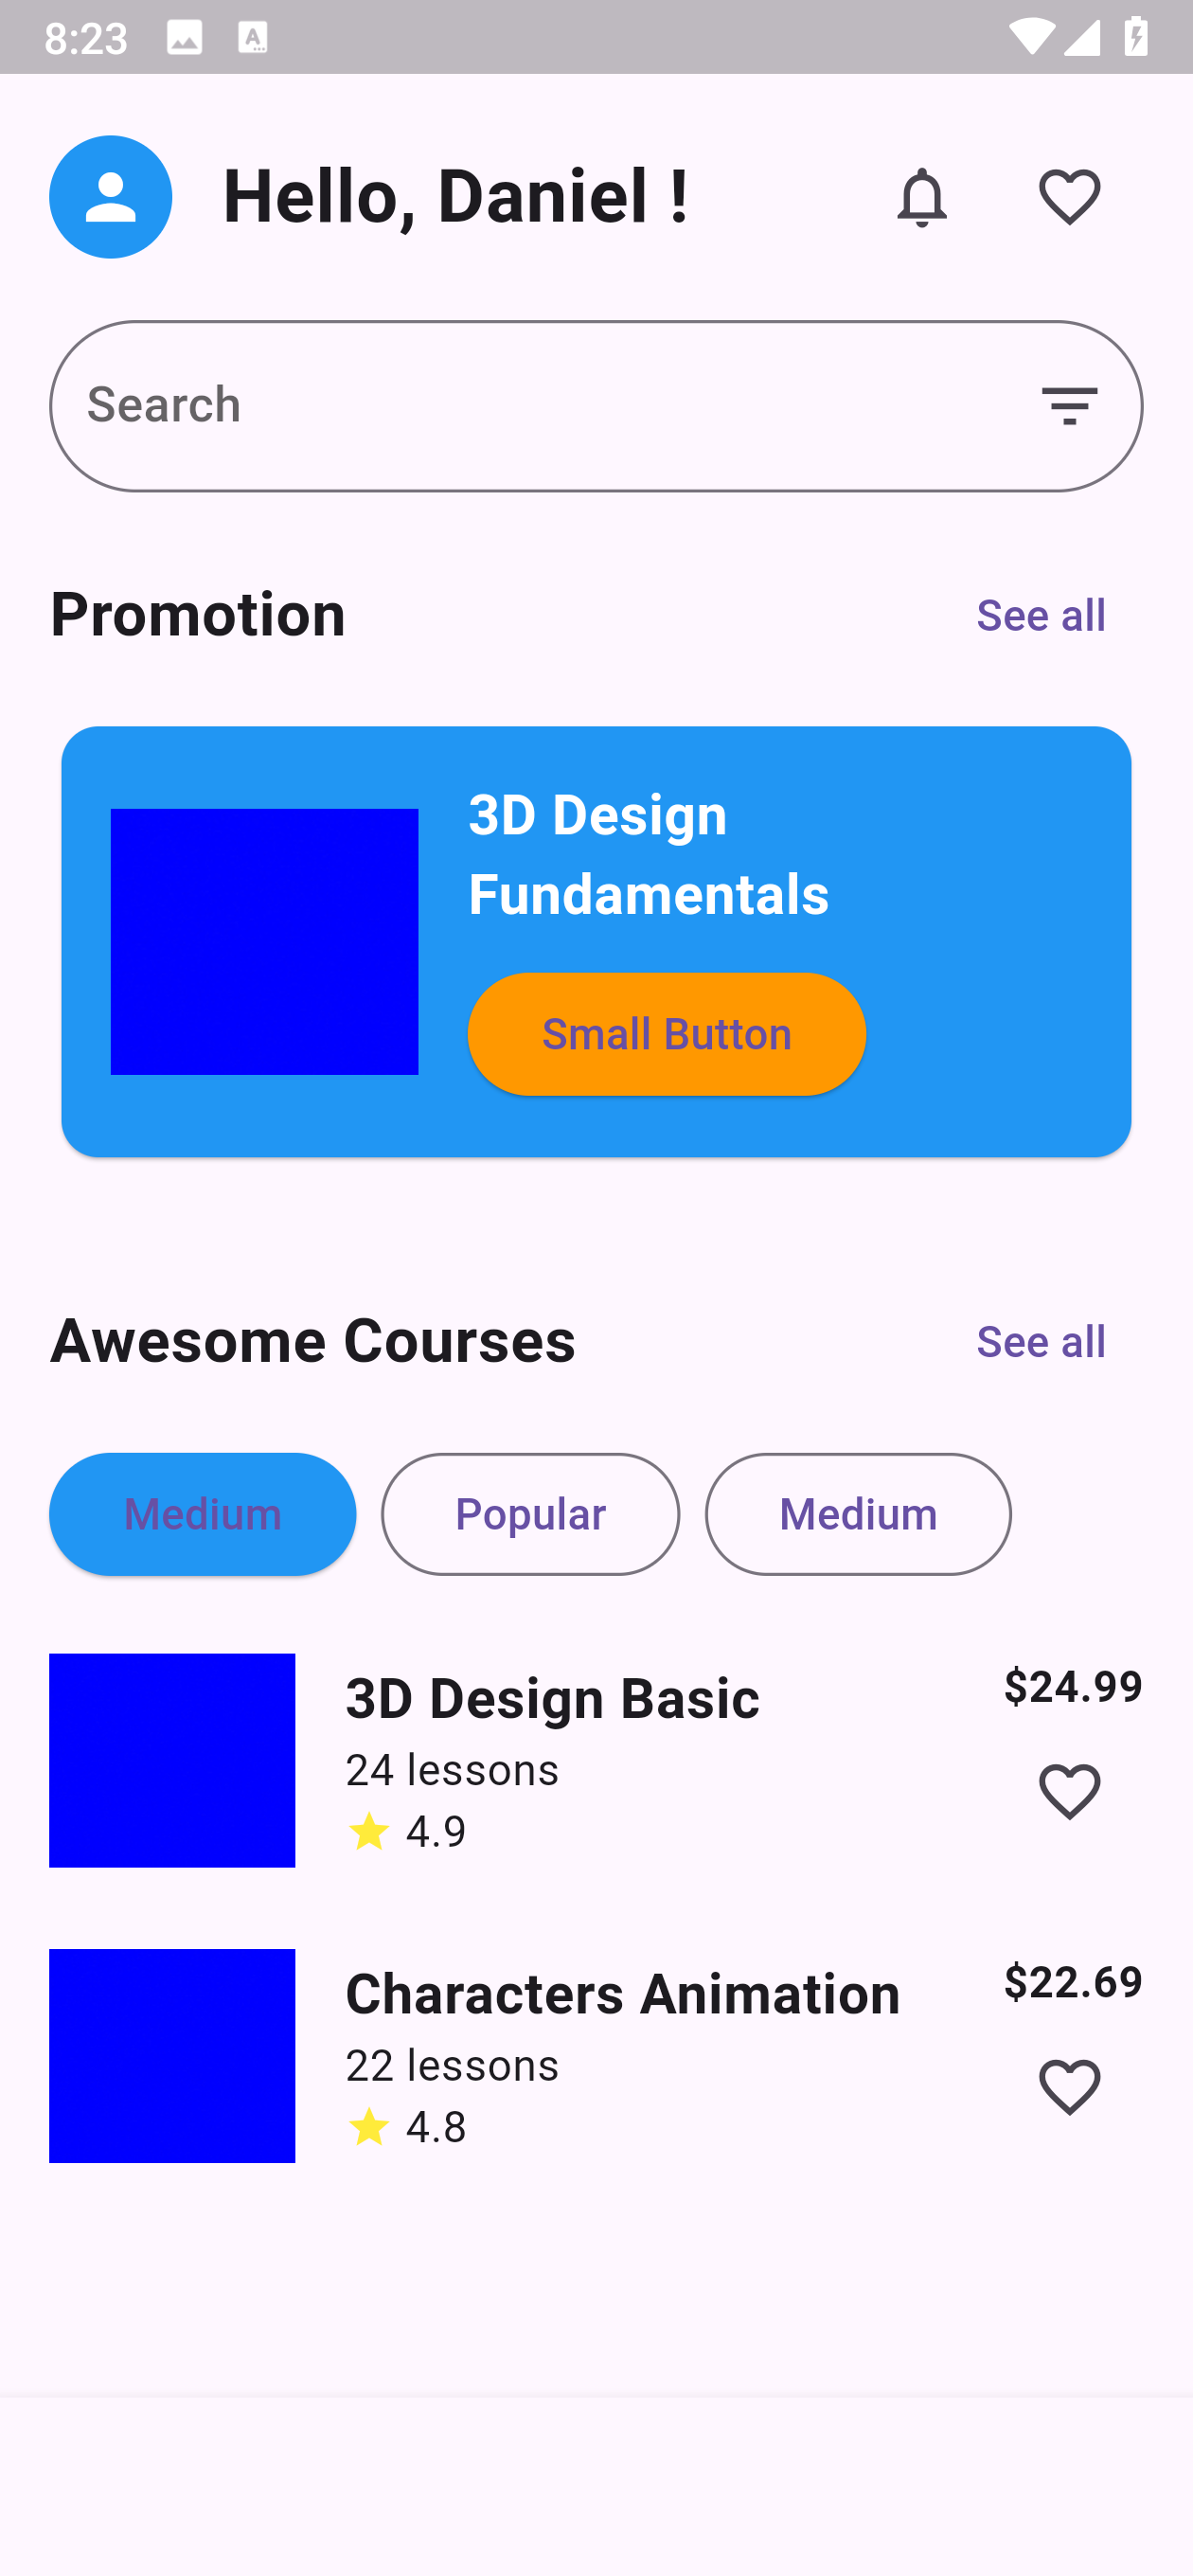 8:23
Hello, Daniel !
Search
Promotion
See all
3D Design
Fundamentals
Small Button
Awesome Courses
See all
Medium
Popular
Medium
3D Design Basic
$24.99
24 lessons
4.9
Characters Animation
$22.69
22 lessons
4.8